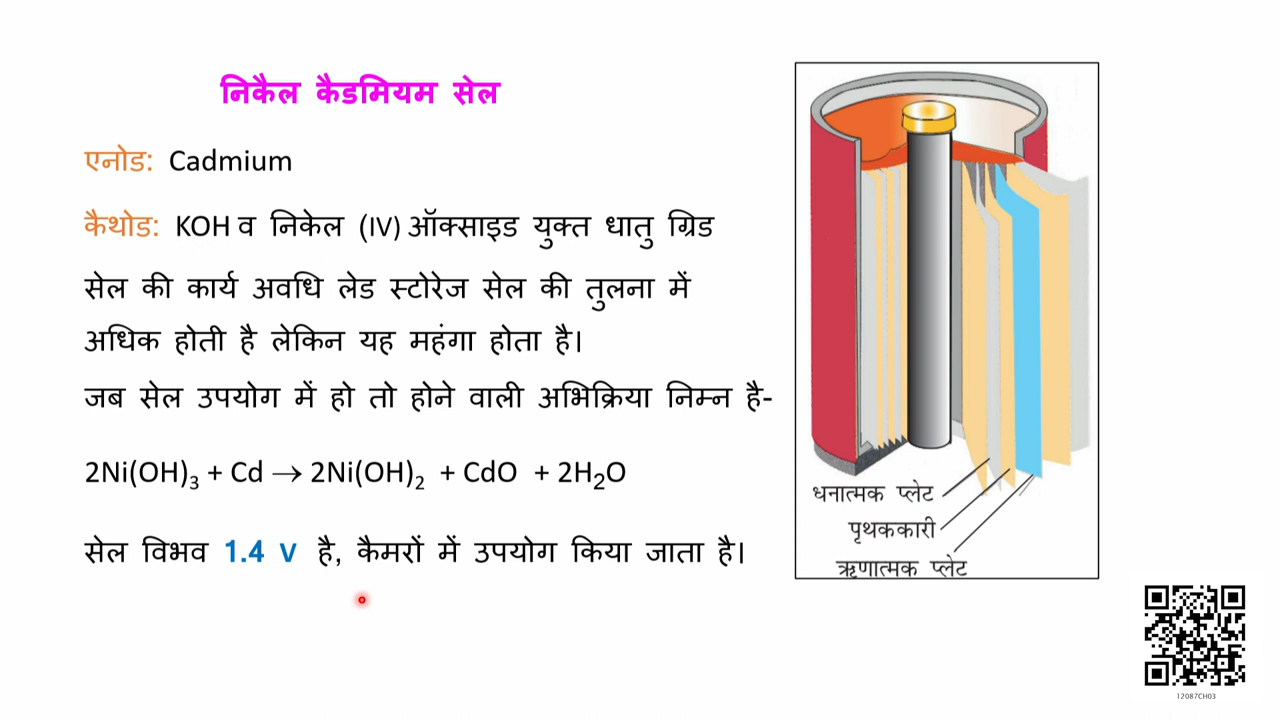 निकैल कैडमियम सेल
एनोड: Cadmium
कैथोड: KOH व निकेल (IV) ऑक्साइड युक्त धातु ग्रिड
सेल की कार्य अवधि लेड स्टोरेज सेल की तुलना में
अधिक होती है लेकिन यह महंगा होता है।
जब सेल उपयोग में हो तो होने वाली अभिक्रिया निम्न है-
2Ni(OH)₃ + Cd → 2Ni(OH)₂ + CdO + 2H₂O
सेल विभव 1.4 V है, कैमरों में उपयोग किया जाता है।
धनात्मक प्लेट
पृथककारी
ऋणात्मक प्लेट
12087CH03